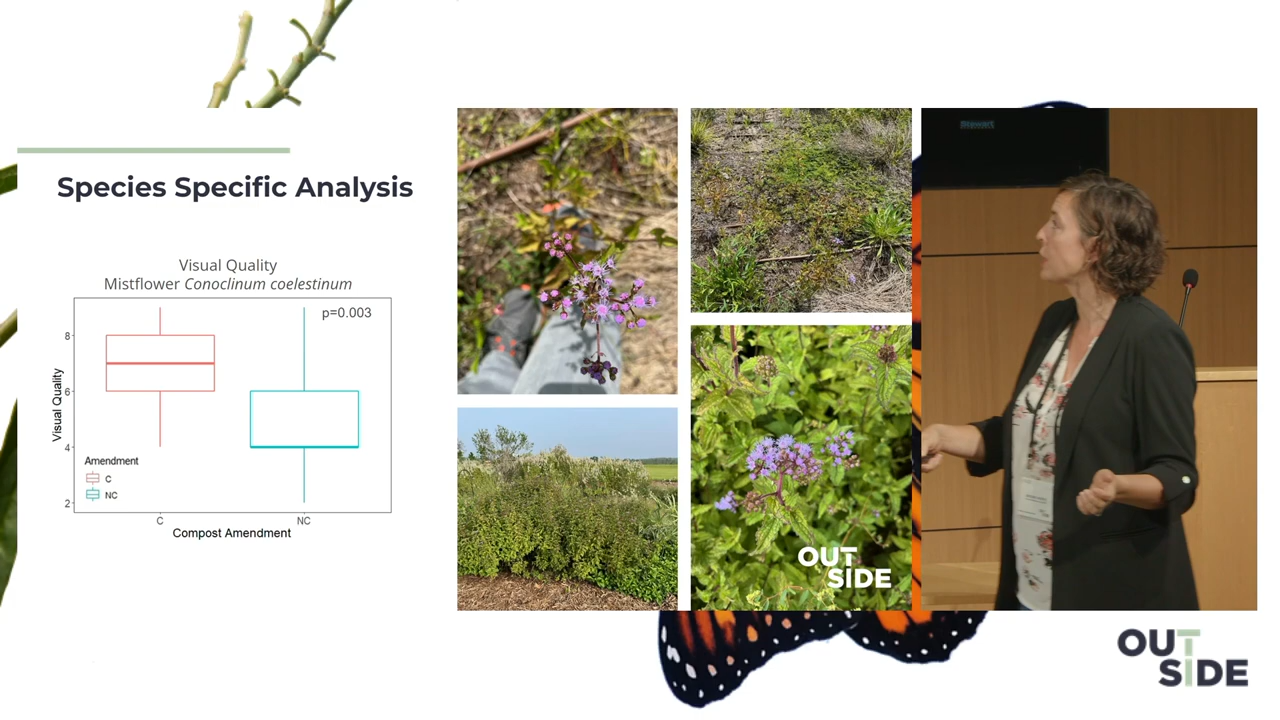 Species Specific Analysis
Visual Quality
Mistflower Conoclinum coelestinum
p=0.003
8
6
4
2
Visual Quality
Amendment
C
NC
C
NC
Compost Amendment
OUT
SIDE
OUT
SIDE